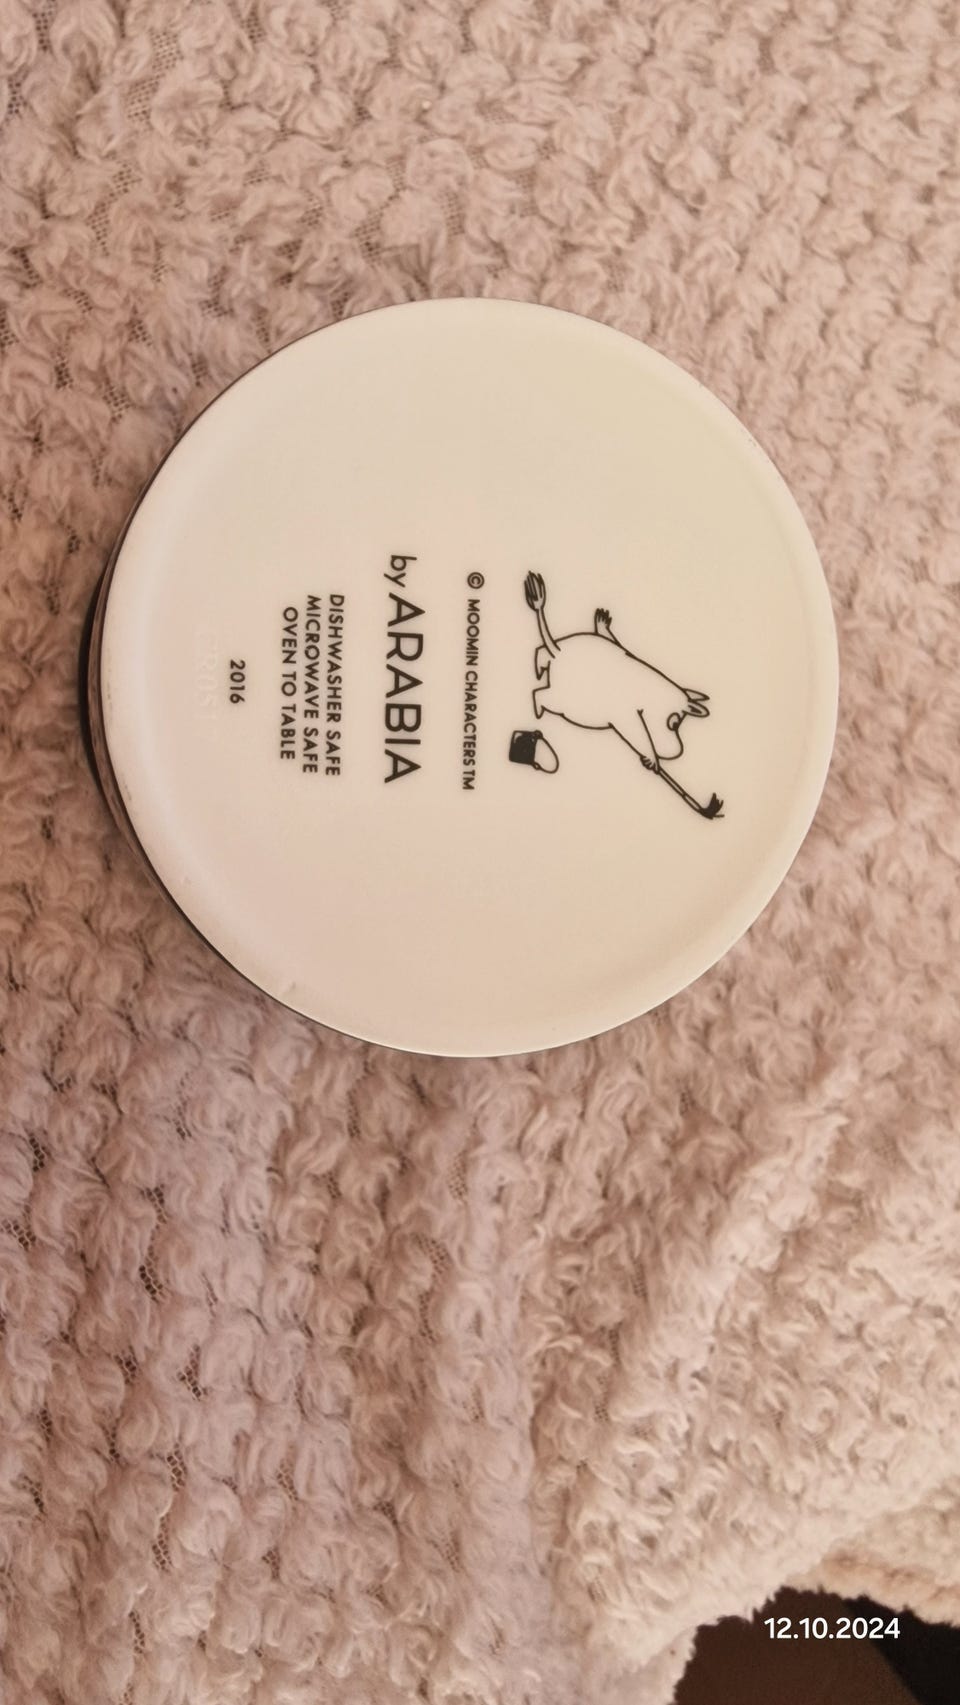 © MOOMIN CHARACTERS TM
by ARABIA
DISHWASHER SAFE
MICROWAVE SAFE
OVEN TO TABLE
2016
12.10.2024